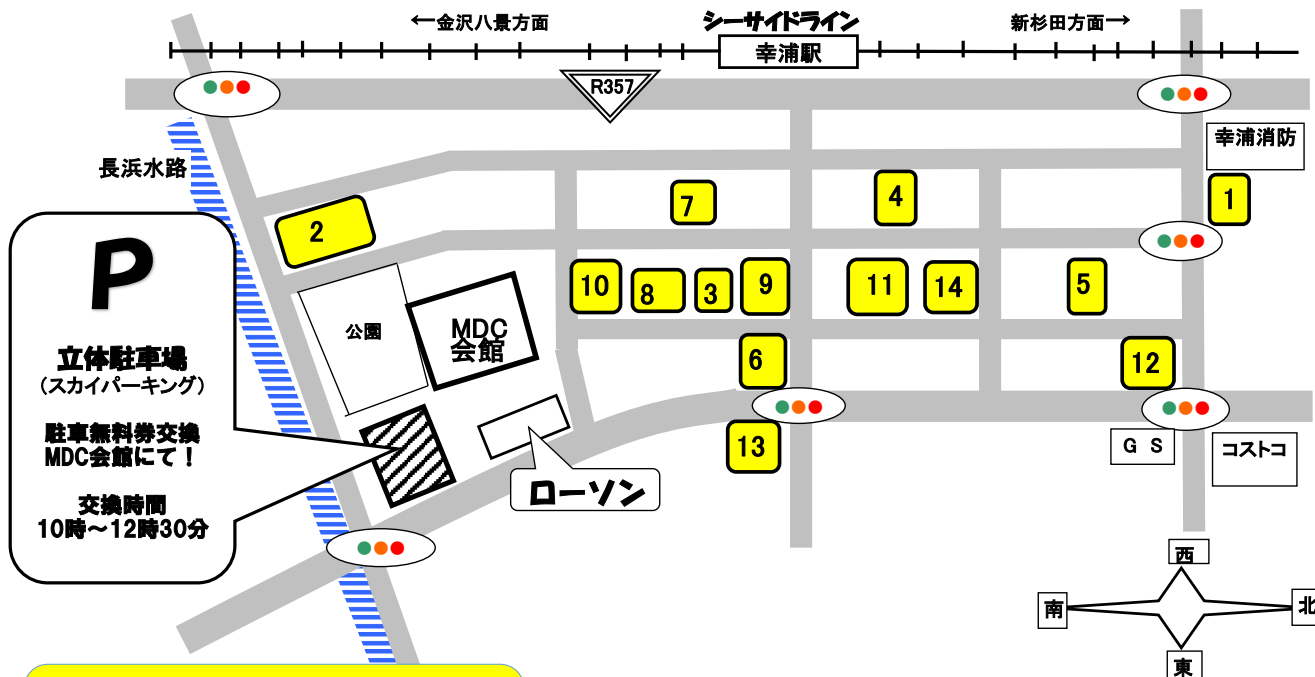 シーサイドライン
←金沢八景方面
新杉田方面→
幸浦駅
R357
幸浦消防
長浜水路
1
2
7
4
P
立体駐車場
(スカイパーキング)
駐車無料券交換
MDC会館にて！
交換時間
10時～12時30分
公園
MDC
会館
10
8
3
9
11
14
5
6
12
13
GS
コストコ
ローソン
西
南
北
東